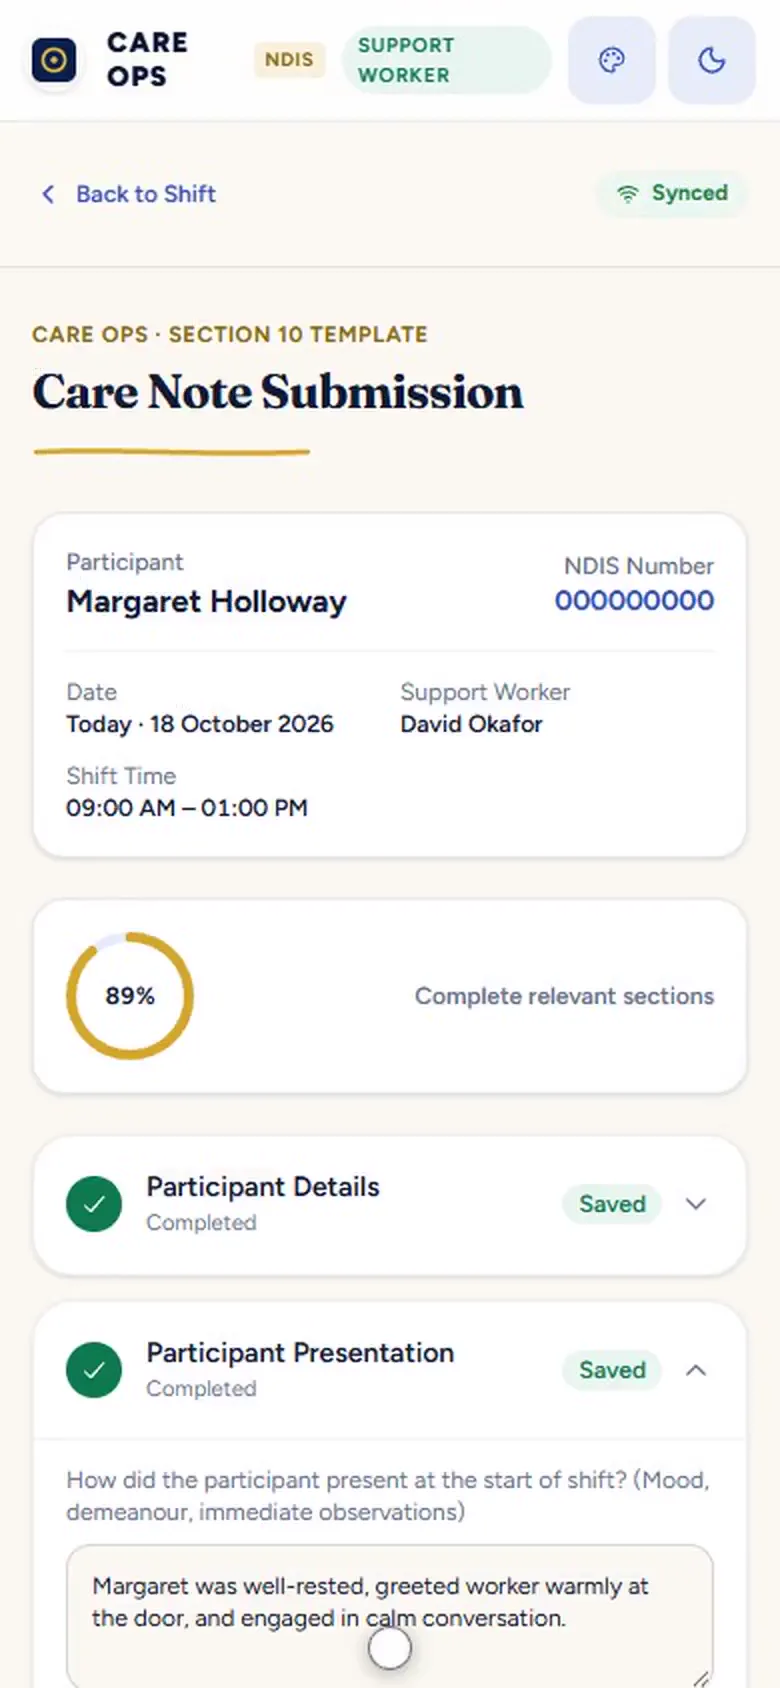 CARE
OPS
NDIS
SUPPORT
WORKER
Back to Shift
Synced
CARE OPS · SECTION 10 TEMPLATE
Care Note Submission
Participant
Margaret Holloway
NDIS Number
000000000
Date
Today · 18 October 2026
Support Worker
David Okafor
Shift Time
09:00 AM – 01:00 PM
89%
Complete relevant sections
Participant Details
Completed
Saved
Participant Presentation
Completed
Saved
How did the participant present at the start of shift? (Mood,
demeanour, immediate observations)
Margaret was well-rested, greeted worker warmly at
the door, and engaged in calm conversation.